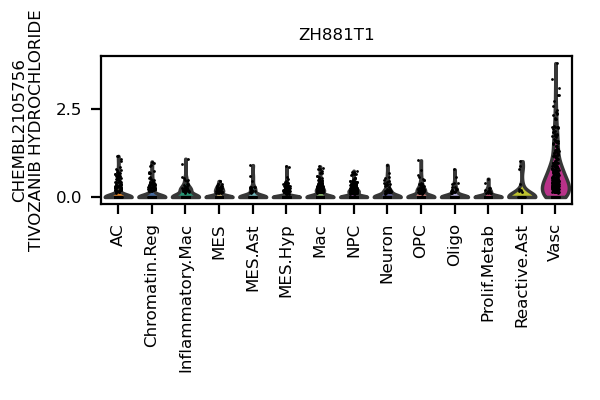 ZH881T1
CHEMBL2105756
TIVOZANIB HYDROCHLORIDE
2.5
0.0
AC
Chromatin.Reg
Inflammatory.Mac
MES
MES.Ast
MES.Hyp
Mac
NPC
Neuron
OPC
Oligo
Prolif.Metab
Reactive.Ast
Vasc